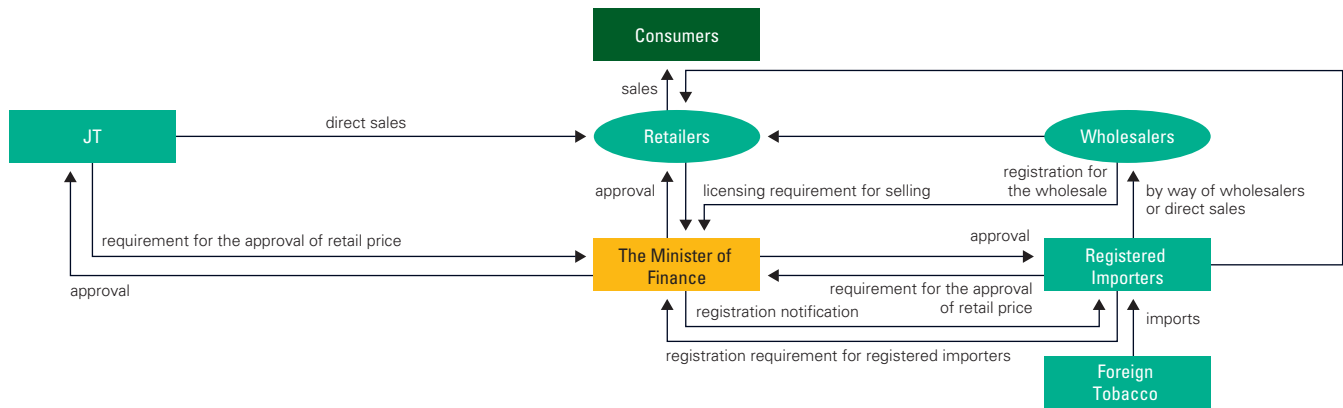 Consumers
sales
JT
direct sales
Retailers
Wholesalers
approval
licensing requirement for selling
registration for
the wholesale
by way of wholesalers
or direct sales
requirement for the approval of retail price
approval
The Minister of
Finance
approval
Registered
Importers
requirement for the approval
of retail price
registration notification
imports
registration requirement for registered importers
Foreign
Tobacco